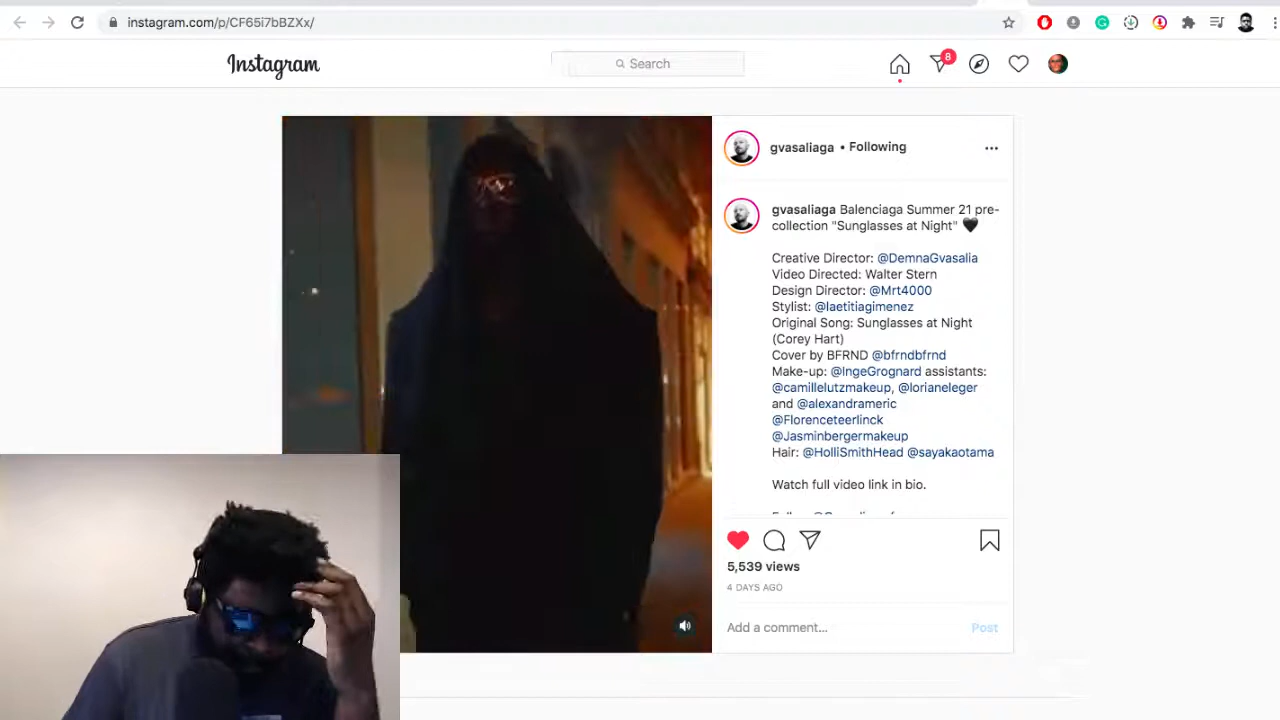 instagram.com/p/CF65i7bBZXx/
Instagram
Search
8
gvasaliaga • Following
gvasaliaga Balenciaga Summer 21 pre-
collection "Sunglasses at Night" 🖤
Creative Director: @DemnaGvasalia
Video Directed: Walter Stern
Design Director: @Mrt4000
Stylist: @laetitiagimenez
Original Song: Sunglasses at Night
(Corey Hart)
Cover by BFRND @bfrndbfrnd
Make-up: @IngeGrognard assistants:
@camillelutzmakeup, @lorianeleger
and @alexandrameric
@Florenceteerlinck
@Jasminbergermakeup
Hair: @HolliSmithHead @sayakaotama
Watch full video link in bio.
5,539 views
4 DAYS AGO
Add a comment...
Post